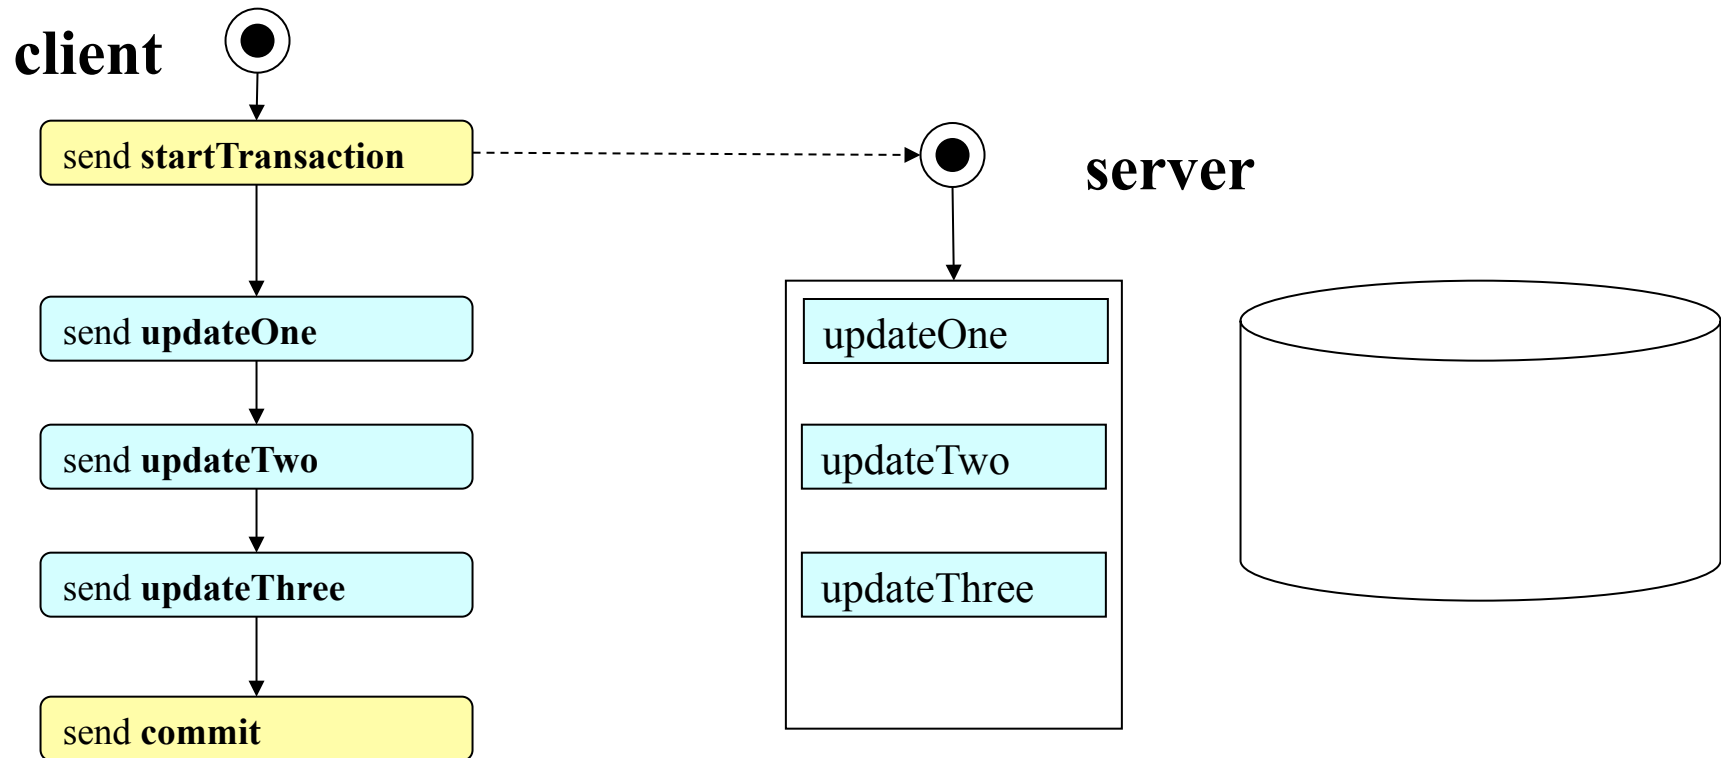 client
send startTransaction
server
send updateOne
updateOne
send updateTwo
updateTwo
send updateThree
updateThree
send commit